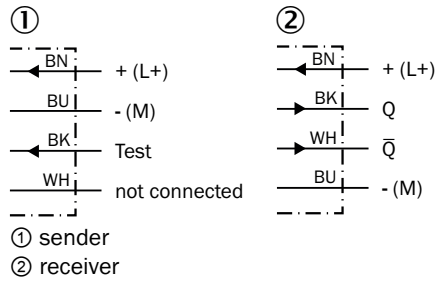 ①
BN + (L+)
BU - (M)
BK Test
WH not connected
②
BN + (L+)
BK Q
WH Q̅
BU - (M)
① sender
② receiver